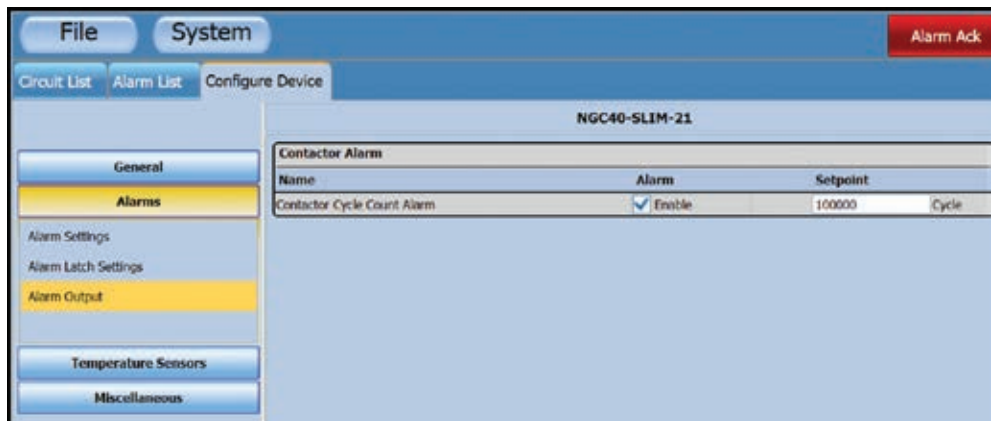 File System Alarm Ack
Circuit List Alarm List Configure Device
NGC40-SLIM-21
General
Alarms
Alarm Settings
Alarm Latch Settings
Alarm Output
Temperature Sensors
Miscellaneous
Contactor Alarm
Name Alarm Setpoint
Contactor Cycle Count Alarm Enable 100000 Cycle